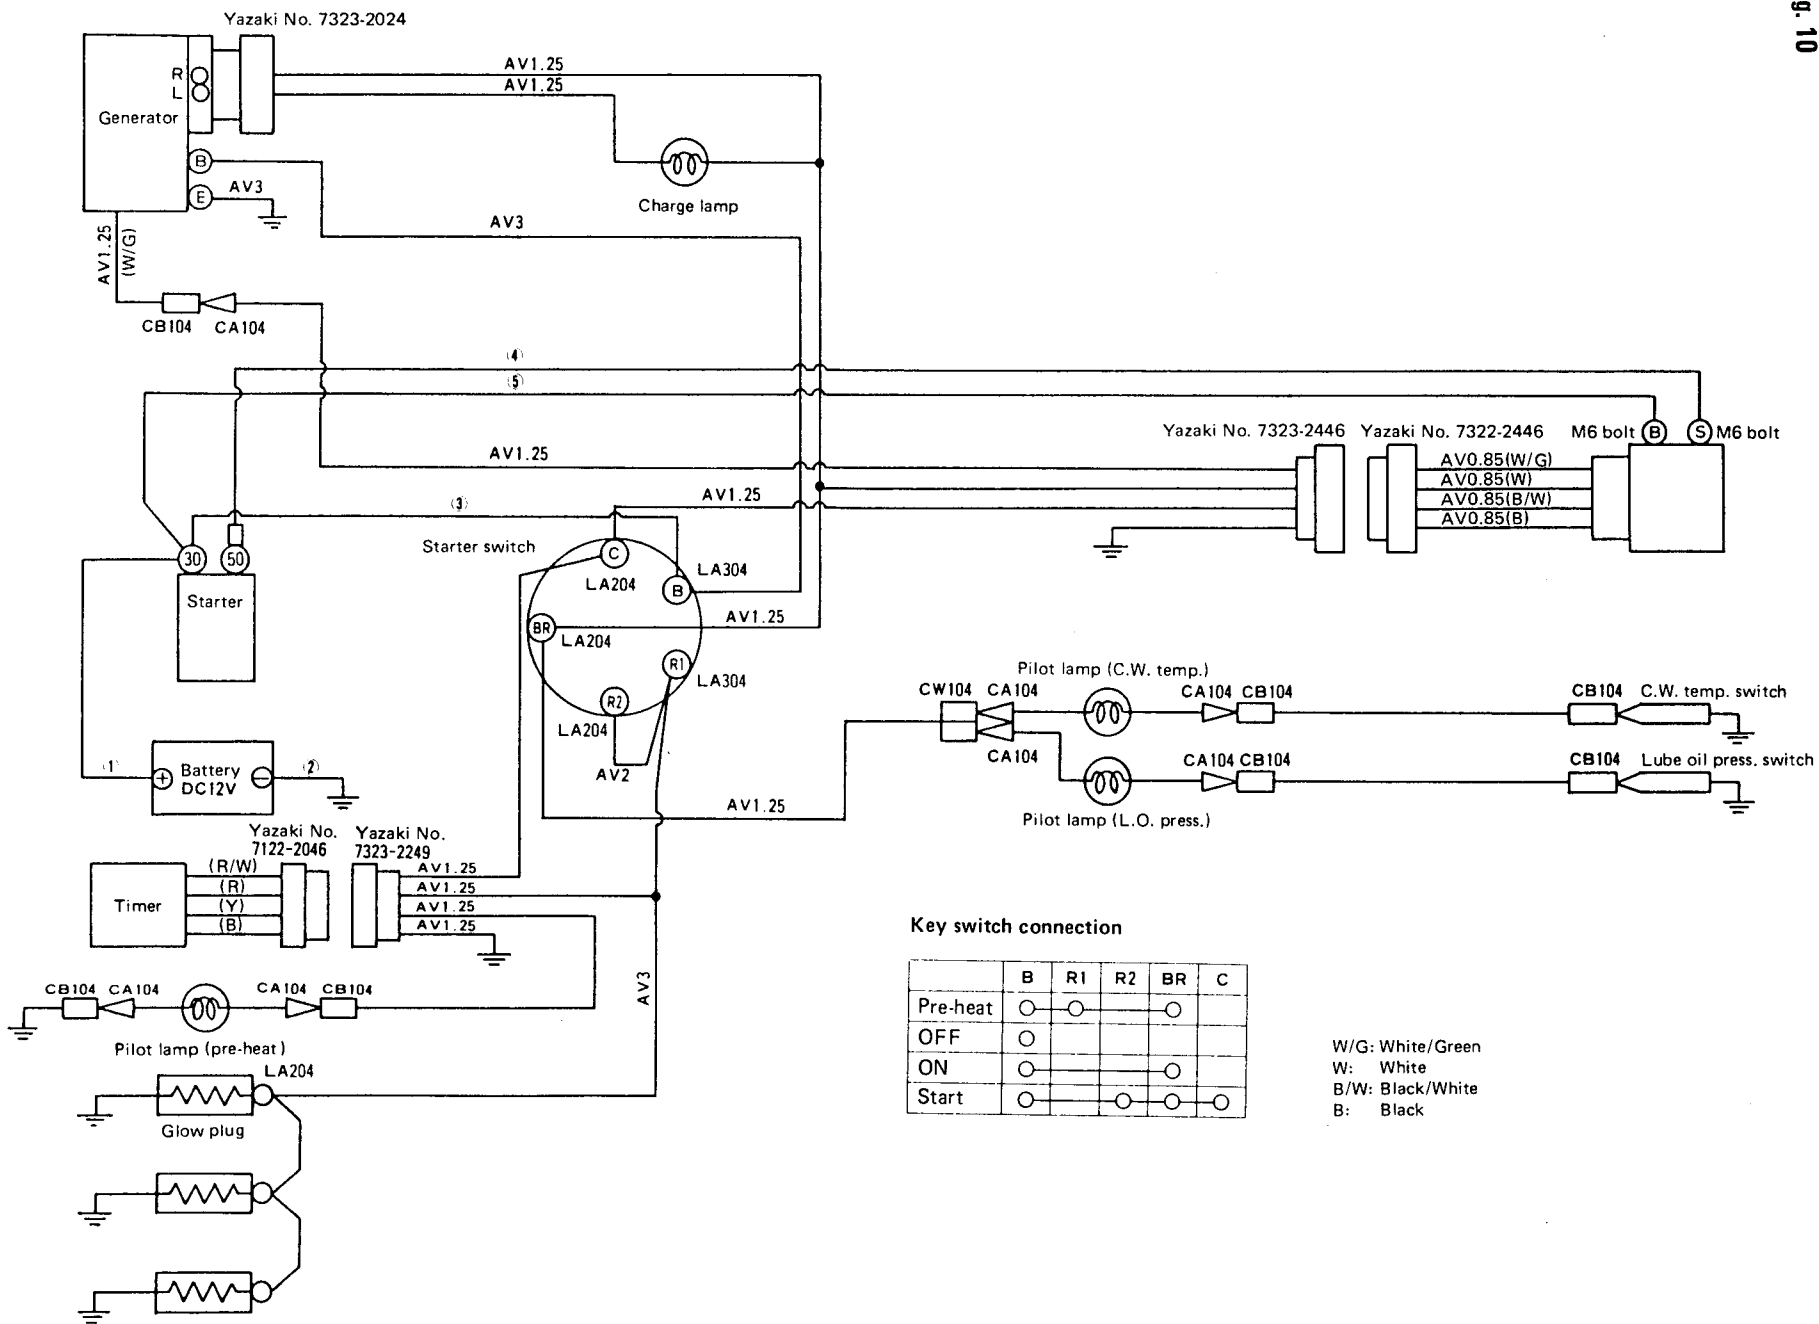 g. 10
Yazaki No. 7323-2024
R
L
Generator
B
E
AV3
AV1.25
AV1.25
Charge lamp
AV3
AV1.25
(W/G)
CB104 CA104
(4)
(5)
AV1.25
Yazaki No. 7323-2446 Yazaki No. 7322-2446
M6 bolt B S M6 bolt
AV0.85(W/G)
AV0.85(W)
AV0.85(B/W)
AV0.85(B)
(3)
AV1.25
Starter switch
30 50
Starter
C
LA204
B
LA304
BR
LA204
AV1.25
R1
LA304
R2
LA204
AV2
AV1.25
(1)
+ Battery −
DC12V
(2)
Pilot lamp (C.W. temp.)
CW104 CA104
CA104 CB104
CB104 C.W. temp. switch
CA104
CA104 CB104
CB104 Lube oil press. switch
Pilot lamp (L.O. press.)
Yazaki No.
7122-2046
Yazaki No.
7323-2249
Timer
(R/W)
(R)
(Y)
(B)
AV1.25
AV1.25
AV1.25
AV1.25
AV3
CB104 CA104
CA104 CB104
Pilot lamp (pre-heat)
LA204
Glow plug
Key switch connection
B R1 R2 BR C
Pre-heat
OFF
ON
Start
W/G: White/Green
W: White
B/W: Black/White
B: Black